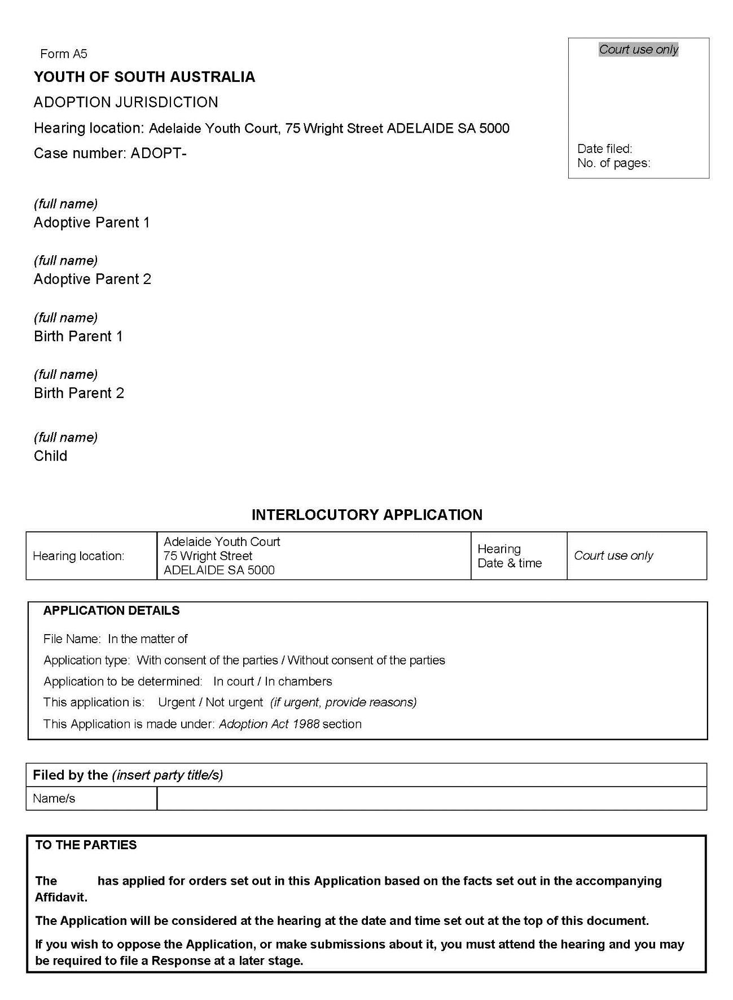 Form A5
Court use only
YOUTH OF SOUTH AUSTRALIA
ADOPTION JURISDICTION
Hearing location: Adelaide Youth Court, 75 Wright Street ADELAIDE SA 5000
Case number: ADOPT-
Date filed:
No. of pages:
(full name)
Adoptive Parent 1
(full name)
Adoptive Parent 2
(full name)
Birth Parent 1
(full name)
Birth Parent 2
(full name)
Child
INTERLOCUTORY APPLICATION
Hearing location:
Adelaide Youth Court
75 Wright Street
ADELAIDE SA 5000
Hearing
Date & time
Court use only
APPLICATION DETAILS
File Name: In the matter of
Application type: With consent of the parties / Without consent of the parties
Application to be determined: In court / In chambers
This application is: Urgent / Not urgent (if urgent, provide reasons)
This Application is made under: Adoption Act 1988 section
Filed by the (insert party title/s)
Name/s
TO THE PARTIES
The has applied for orders set out in this Application based on the facts set out in the accompanying
Affidavit.
The Application will be considered at the hearing at the date and time set out at the top of this document.
If you wish to oppose the Application, or make submissions about it, you must attend the hearing and you may
be required to file a Response at a later stage.